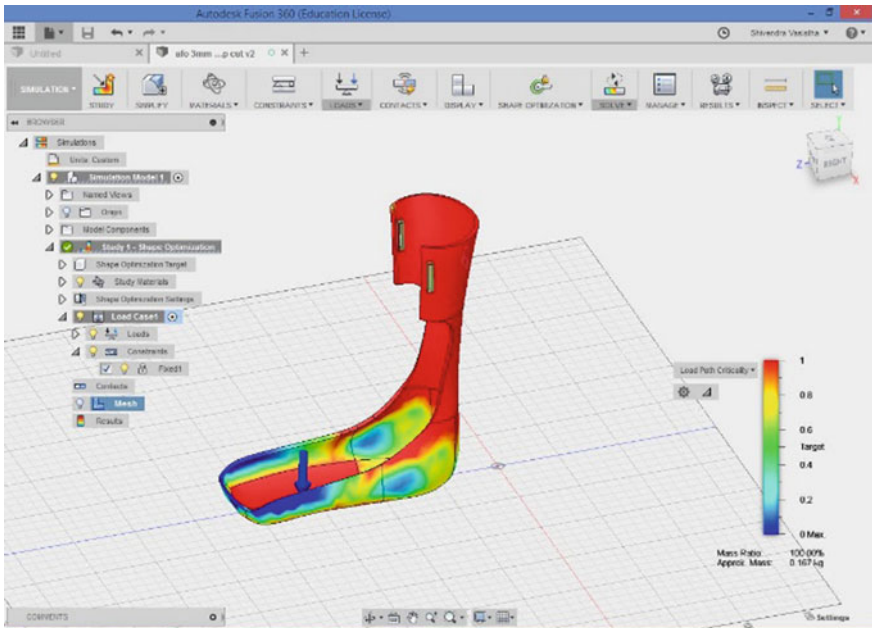 Autodesk Fusion 360 (Education License)
Untitled
afo 3mm ...p cut v2
SIMULATION
STUDY
SIMPLIFY
MATERIALS
CONSTRAINTS
LOADS
CONTACTS
DISPLAY
SHAPE OPTIMIZATION
SOLVE
MANAGE
RESULTS
INSPECT
SELECT
BROWSER
Simulations
Units: Custom
Simulation Model 1
Named Views
Origin
Model Components
Study 1 - Shape Optimization
Shape Optimization Target
Study Materials
Shape Optimization Settings
Load Case1
Loads
Constraints
Fixed1
Contacts
Mesh
Results
Y
Z
X
RIGHT
Load Path Criticality
1
0.8
0.6
Target
0.4
0.2
0 Max.
Mass Ratio: 100.00%
Approx. Mass: 0.167 kg
COMMENTS
Settings